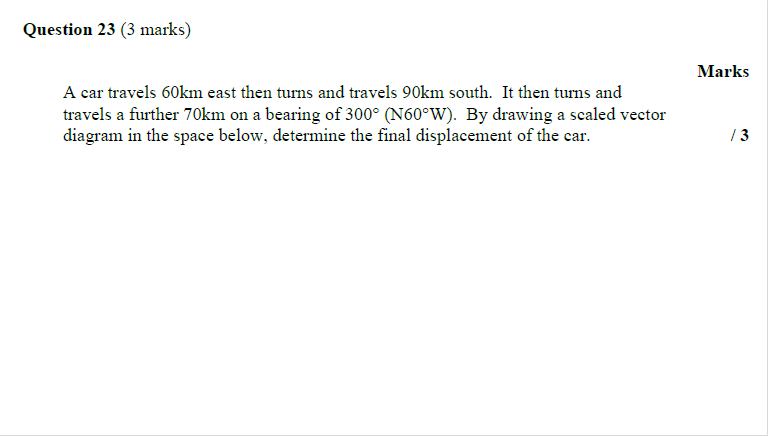 Question 23 (3 marks)
Marks
A car travels 60km east then turns and travels 90km south.  It then turns and
travels a further 70km on a bearing of 300° (N60°W).  By drawing a scaled vector
diagram in the space below, determine the final displacement of the car.
/ 3